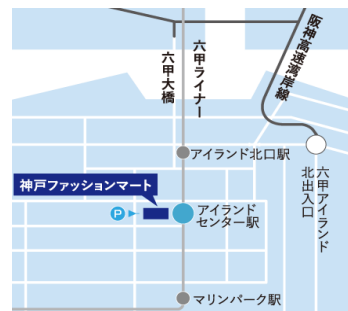 阪神高速湾岸線
六甲ライナー
六甲大橋
アイランド北口駅
神戸ファッションマート
P
アイランド
センター駅
六甲アイランド
北出入口
マリンパーク駅